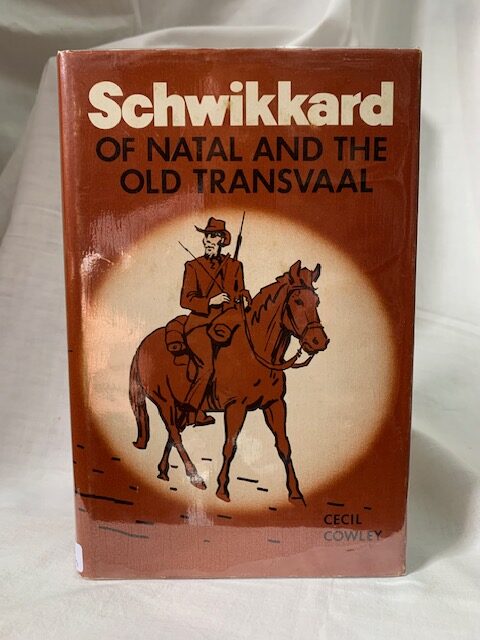 Schwikkard
OF NATAL AND THE
OLD TRANSVAAL
CECIL
COWLEY